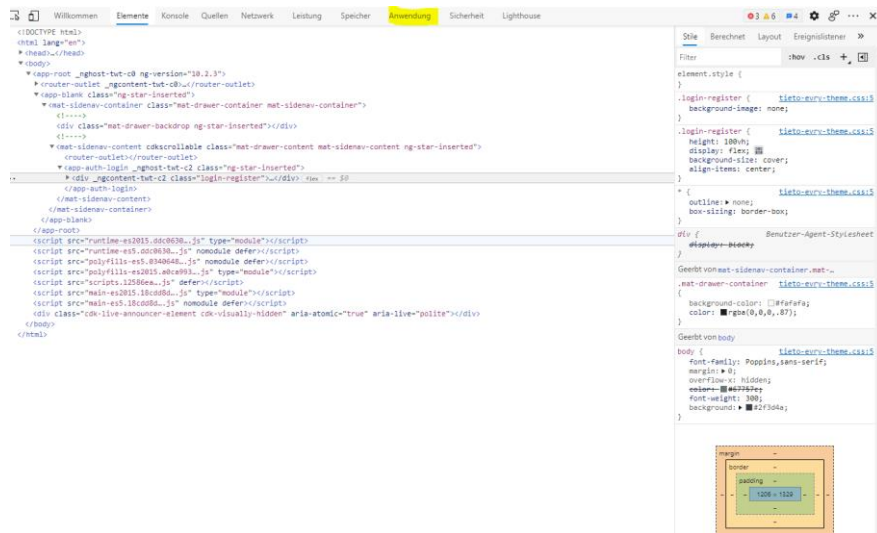 Willkommen Elemente Konsole Quellen Netzwerk Leistung Speicher Anwendung Sicherheit Lighthouse 3 6 4
<!DOCTYPE html>
<html lang="en">
<head>…</head>
<body>
<app-root _nghost-twt-c0 ng-version="10.2.3">
<router-outlet _ngcontent-twt-c0>…</router-outlet>
<app-blank class="ng-star-inserted">
<mat-sidenav-container class="mat-drawer-container mat-sidenav-container">
<!---->
<div class="mat-drawer-backdrop ng-star-inserted"></div>
<!---->
<mat-sidenav-content cdkscrollable class="mat-drawer-content mat-sidenav-content ng-star-inserted">
<router-outlet></router-outlet>
<app-auth-login _nghost-twt-c2 class="ng-star-inserted">
<div _ngcontent-twt-c2 class="login-register">…</div> flex == $0
</app-auth-login>
</mat-sidenav-content>
</mat-sidenav-container>
</app-blank>
</app-root>
<script src="runtime-es2015.ddc0630….js" type="module"></script>
<script src="runtime-es5.ddc0630….js" nomodule defer></script>
<script src="polyfills-es5.0340648….js" nomodule defer></script>
<script src="polyfills-es2015.a0ca993….js" type="module"></script>
<script src="scripts.12586ea….js" defer></script>
<script src="main-es2015.18cdd8d….js" type="module"></script>
<script src="main-es5.18cdd8d….js" nomodule defer></script>
<div class="cdk-live-announcer-element cdk-visually-hidden" aria-atomic="true" aria-live="polite"></div>
</body>
</html>
Stile Berechnet Layout Ereignislistener »
Filter :hov .cls +
element.style {
}
.login-register { tieto-evry-theme.css:5
background-image: none;
}
.login-register { tieto-evry-theme.css:5
height: 100vh;
display: flex;
background-size: cover;
align-items: center;
}
* { tieto-evry-theme.css:5
outline: none;
box-sizing: border-box;
}
div { Benutzer-Agent-Stylesheet
display: block;
}
Geerbt von mat-sidenav-container.mat-…
.mat-drawer-container tieto-evry-theme.css:5
{
background-color: #fafafa;
color: rgba(0,0,0,.87);
}
Geerbt von body
body { tieto-evry-theme.css:5
font-family: Poppins,sans-serif;
margin: 0;
overflow-x: hidden;
color: #67757c;
font-weight: 300;
background: #2f3d4a;
}
margin -
border -
padding -
- - - 1206 × 1329 - - -
-
-